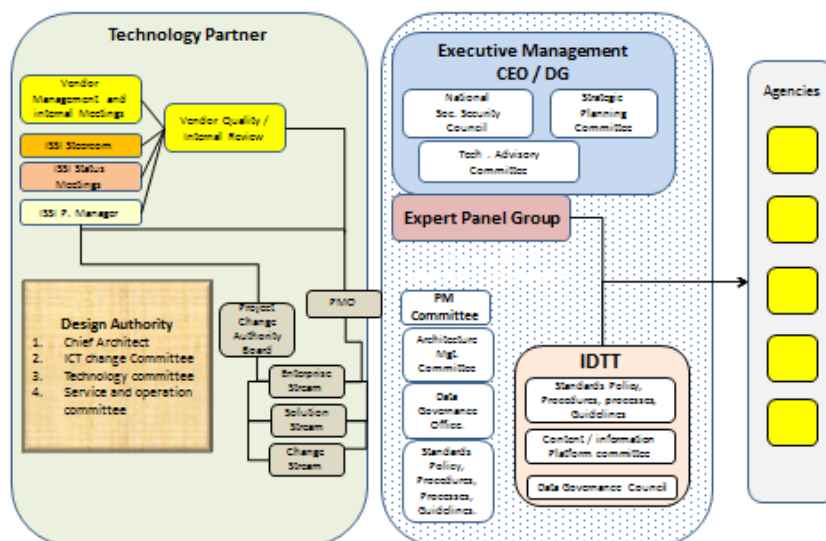 Technology Partner
Vendor
Management and
internal Meetings
ISSI Steercom
ISSI Status
Meetings
ISSI P. Manager
Vendor Quality /
Internal Review
Design Authority
1. Chief Architect
2. ICT change Committee
3. Technology committee
4. Service and operation
committee
Project
Change
Authority
Board
PMO
Enterprise
Stream
Solution
Stream
Change
Stream
Executive Management
CEO / DG
National
Soc. Security
Council
Strategic
Planning
Committee
Tech . Advisory
Committee
Expert Panel Group
PM
Committee
Architecture
Mgt.
Committee
Data
Governance
Office.
Standards
Policy,
Procedures,
Processes,
Guidelines.
IDTT
Standards Policy,
Procedures, processes,
Guidelines
Content / information
Platform committee
Data Governance Council
Agencies